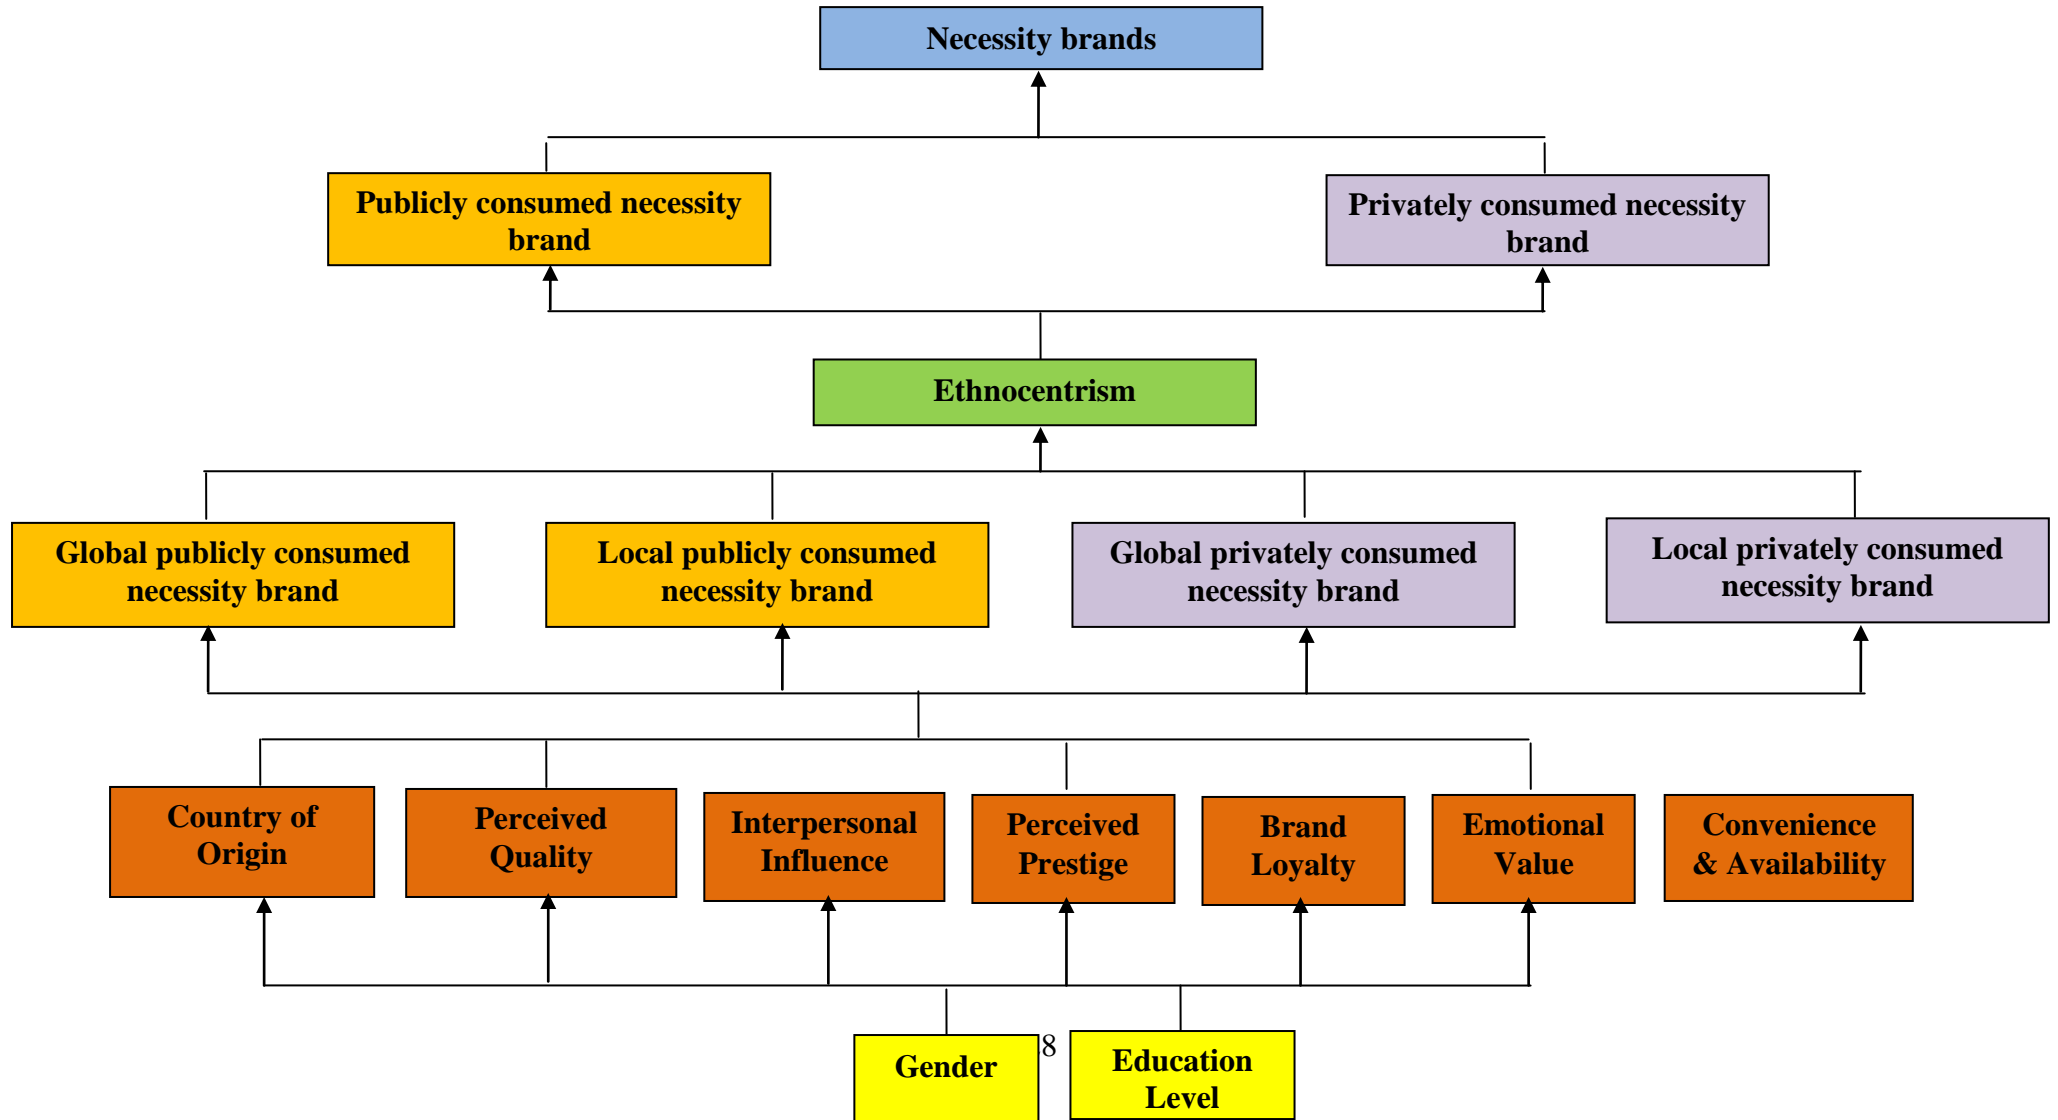 Necessity brands
Publicly consumed necessity
brand
Privately consumed necessity
brand
Ethnocentrism
Global publicly consumed
necessity brand
Local publicly consumed
necessity brand
Global privately consumed
necessity brand
Local privately consumed
necessity brand
Country of
Origin
Perceived
Quality
Interpersonal
Influence
Perceived
Prestige
Brand
Loyalty
Emotional
Value
Convenience
& Availability
Gender
8
Education
Level